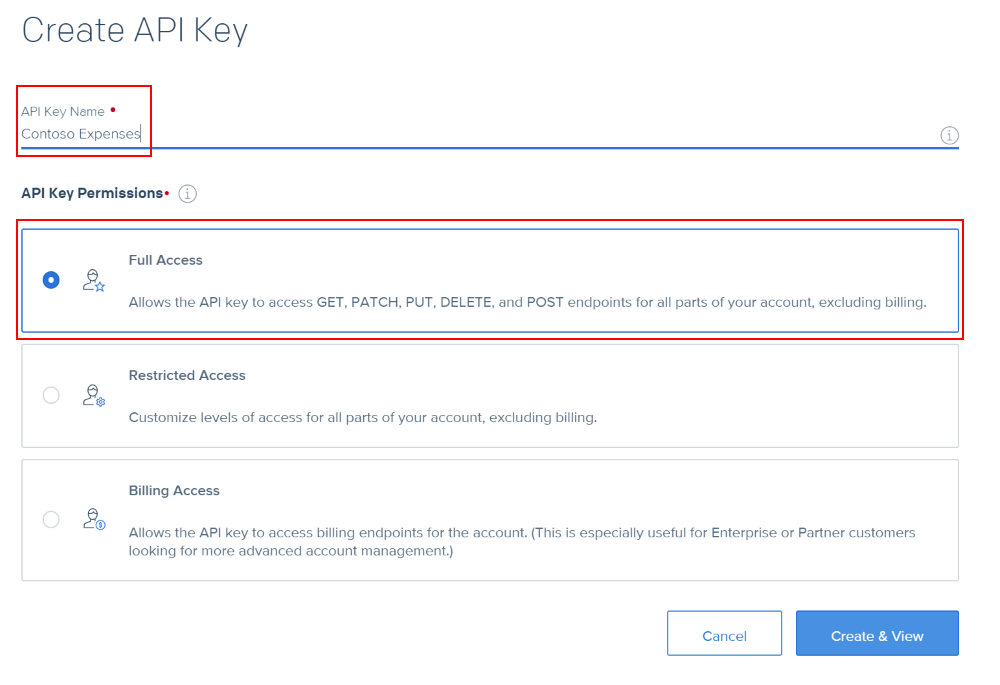 Create API Key
API Key Name •
Contoso Expenses
API Key Permissions•
Full Access
Allows the API key to access GET, PATCH, PUT, DELETE, and POST endpoints for all parts of your account, excluding billing.
Restricted Access
Customize levels of access for all parts of your account, excluding billing.
Billing Access
Allows the API key to access billing endpoints for the account. (This is especially useful for Enterprise or Partner customers
looking for more advanced account management.)
Cancel
Create & View